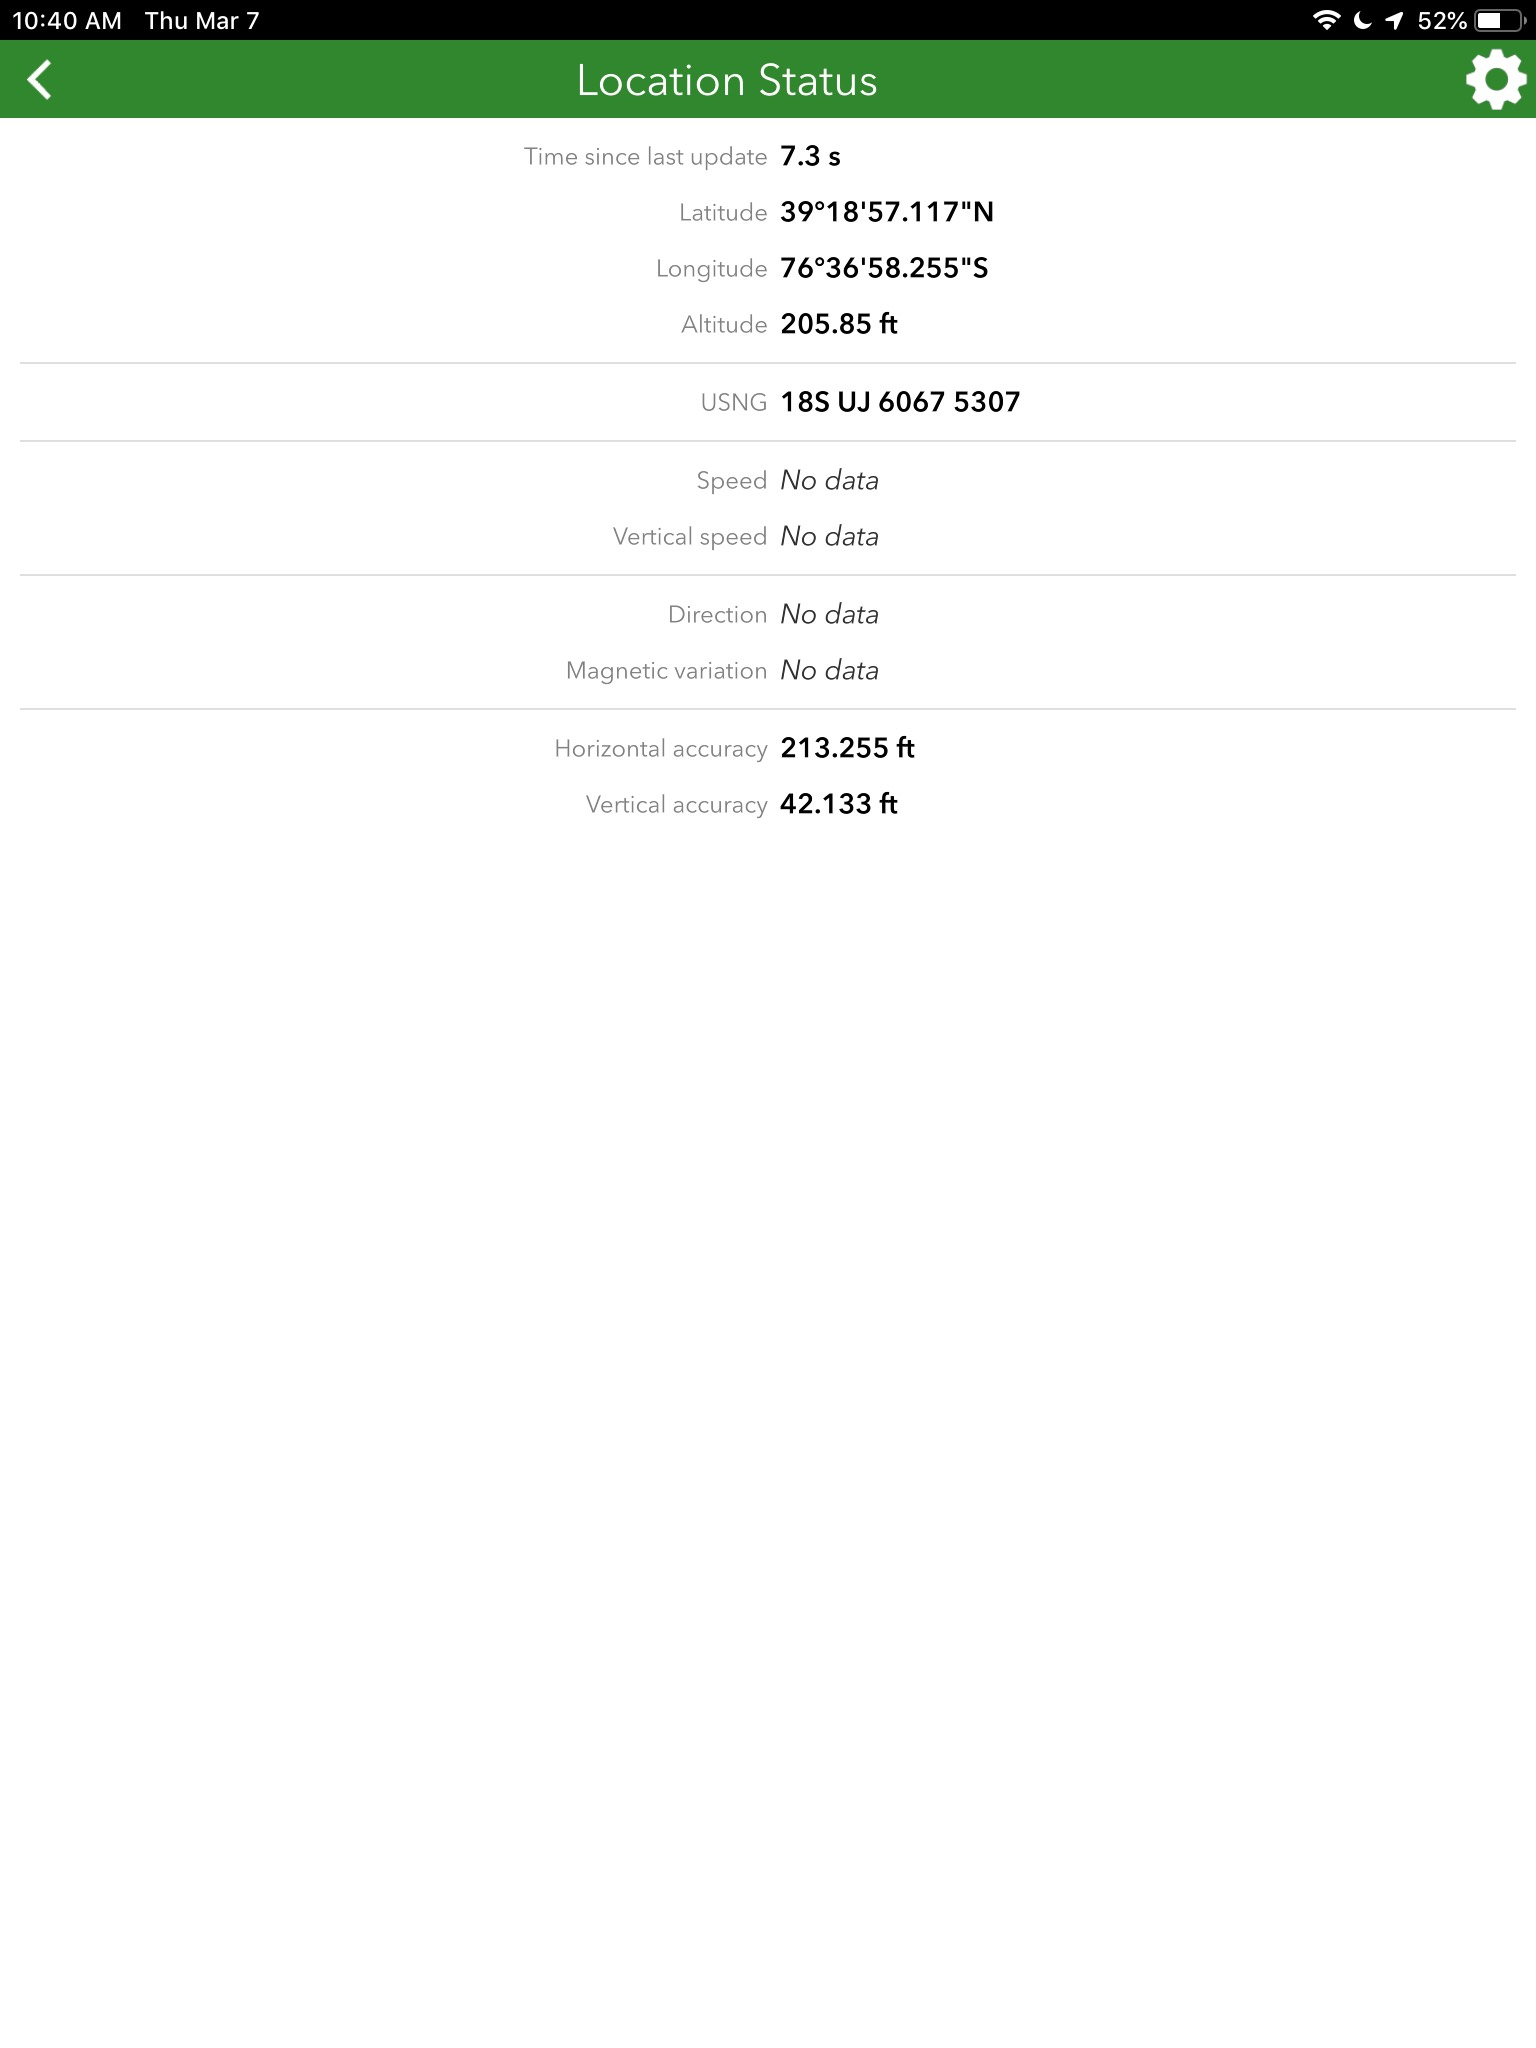 10:40 AM Thu Mar 7 52%
Location Status
Time since last update 7.3 s
Latitude 39°18'57.117"N
Longitude 76°36'58.255"S
Altitude 205.85 ft
USNG 18S UJ 6067 5307
Speed No data
Vertical speed No data
Direction No data
Magnetic variation No data
Horizontal accuracy 213.255 ft
Vertical accuracy 42.133 ft